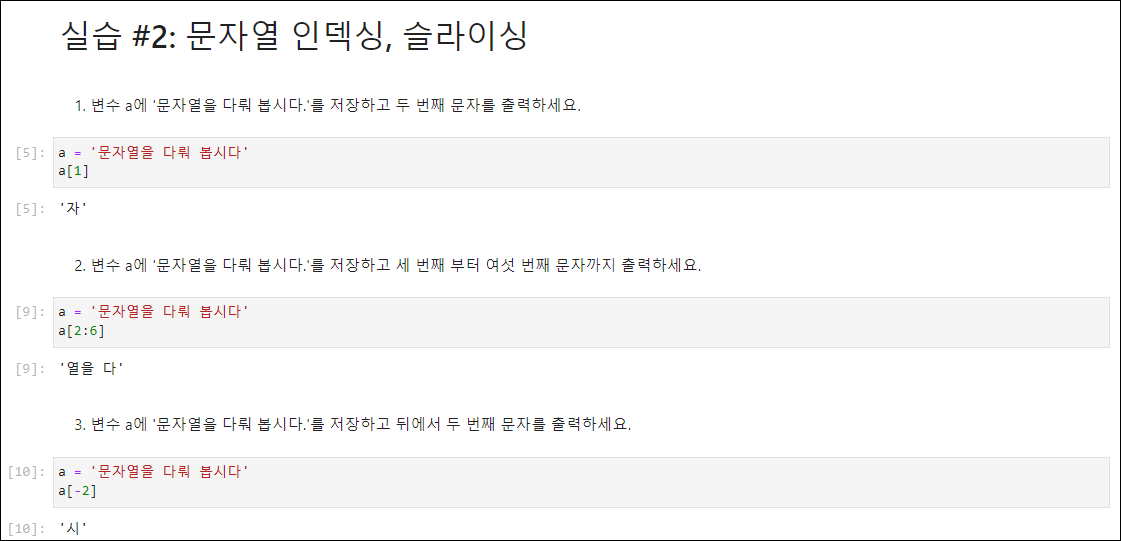 실습 #2: 문자열 인덱싱, 슬라이싱
1. 변수 a에 '문자열을 다뤄 봅시다.'를 저장하고 두 번째 문자를 출력하세요.
[5]: a = '문자열을 다뤄 봅시다'
a[1]
[5]: '자'
2. 변수 a에 '문자열을 다뤄 봅시다.'를 저장하고 세 번째 부터 여섯 번째 문자까지 출력하세요.
[9]: a = '문자열을 다뤄 봅시다'
a[2:6]
[9]: '열을 다'
3. 변수 a에 '문자열을 다뤄 봅시다.'를 저장하고 뒤에서 두 번째 문자를 출력하세요.
[10]: a = '문자열을 다뤄 봅시다'
a[-2]
[10]: '시'